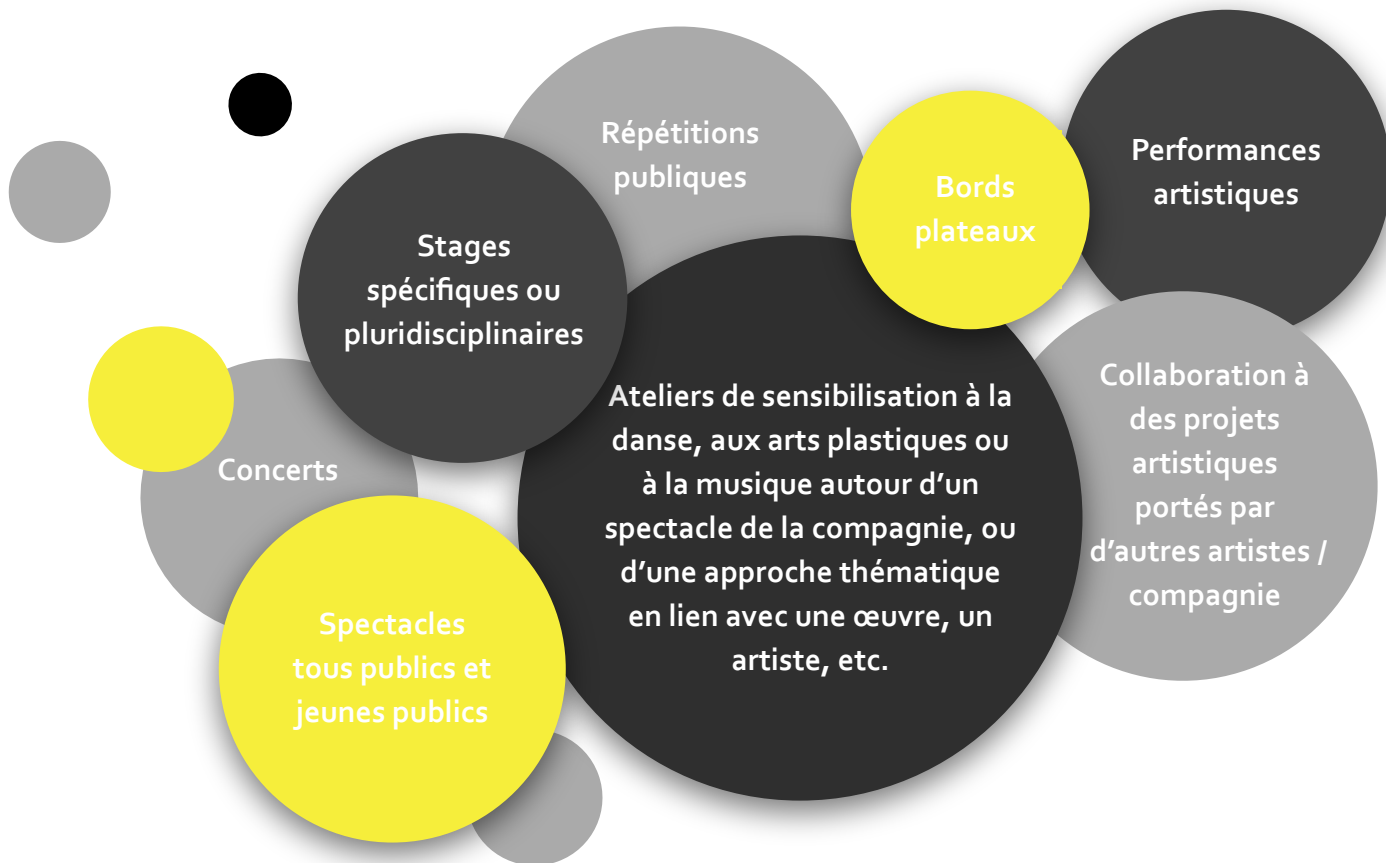 Répétitions
publiques
Bords
plateaux
Performances
artistiques
Stages
spécifiques ou
pluridisciplinaires
Collaboration à
des projets
artistiques
portés par
d’autres artistes /
compagnie
Ateliers de sensibilisation à la
danse, aux arts plastiques ou
à la musique autour d’un
spectacle de la compagnie, ou
d’une approche thématique
en lien avec une œuvre, un
artiste, etc.
Concerts
Spectacles
tous publics et
jeunes publics